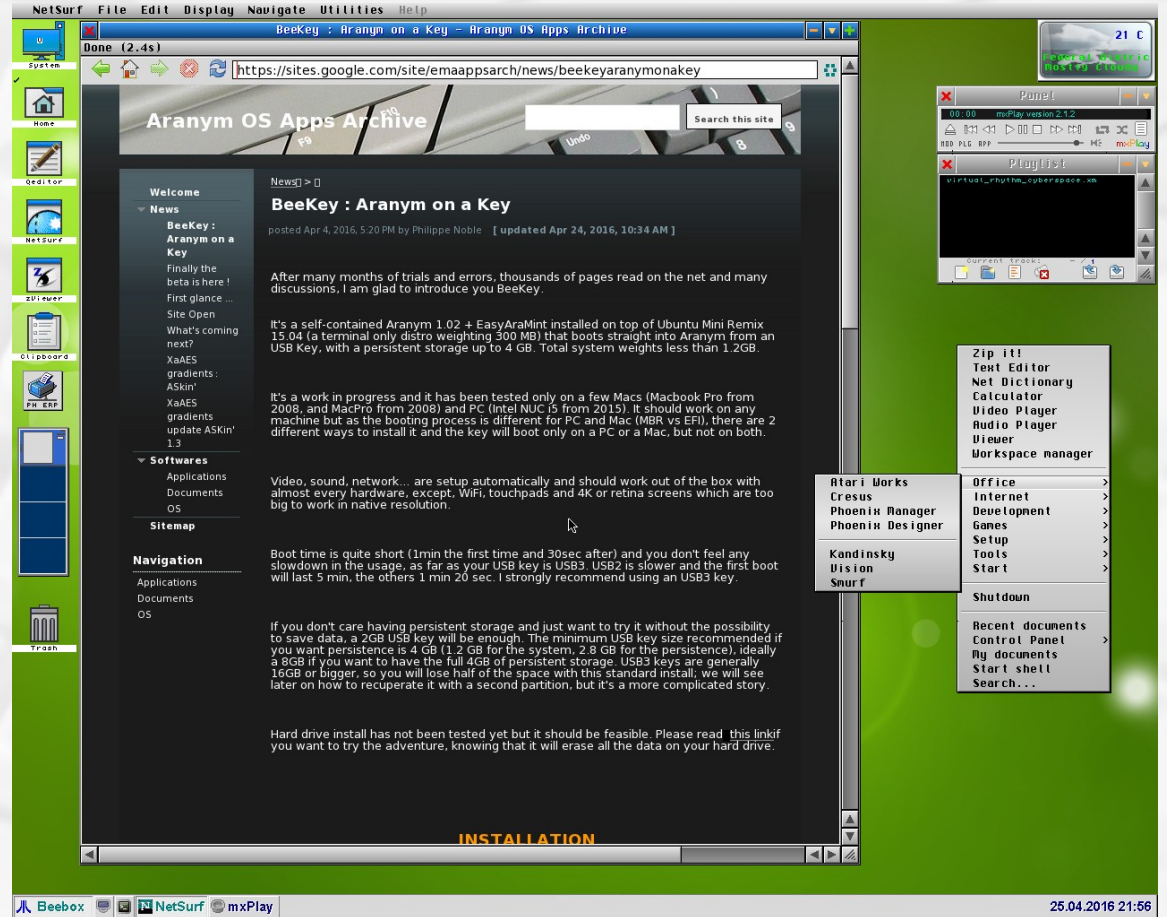 NetSurf File Edit Display Navigate Utilities Help
BeeKey : Aranym on a Key - Aranym OS Apps Archive
Done (2.4s)
https://sites.google.com/site/emaappsarch/news/beekeyaranymonakey
System
Home
Qeditor
NetSurf
zViewer
Clipboard
PH ERP
Trash
Aranym OS Apps Archive
F9
F10
Undo
8
9
Search this site
Welcome
News
BeeKey :
Aranym on a
Key
Finally the
beta is here !
First glance ...
Site Open
What's coming
next?
XaAES
gradients :
ASkin'
XaAES
gradients
update ASKin'
1.3
Softwares
Applications
Documents
OS
Sitemap
Navigation
Applications
Documents
OS
News > 
BeeKey : Aranym on a Key
posted Apr 4, 2016, 5:20 PM by Philippe Noble [ updated Apr 24, 2016, 10:34 AM ]
After many months of trials and errors, thousands of pages read on the net and many
discussions, I am glad to introduce you BeeKey.
It's a self-contained Aranym 1.02 + EasyAraMint installed on top of Ubuntu Mini Remix
15.04 (a terminal only distro weighting 300 MB) that boots straight into Aranym from an
USB Key, with a persistent storage up to 4 GB. Total system weights less than 1.2GB.
It's a work in progress and it has been tested only on a few Macs (Macbook Pro from
2008, and MacPro from 2008) and PC (Intel NUC i5 from 2015). It should work on any
machine but as the booting process is different for PC and Mac (MBR vs EFI), there are 2
different ways to install it and the key will boot only on a PC or a Mac, but not on both.
Video, sound, network... are setup automatically and should work out of the box with
almost every hardware, except, WiFi, touchpads and 4K or retina screens which are too
big to work in native resolution.
Boot time is quite short (1min the first time and 30sec after) and you don't feel any
slowdown in the usage, as far as your USB key is USB3. USB2 is slower and the first boot
will last 5 min, the others 1 min 20 sec. I strongly recommend using an USB3 key.
If you don't care having persistent storage and just want to try it without the possibility
to save data, a 2GB USB key will be enough. The minimum USB key size recommended if
you want persistence is 4 GB (1.2 GB for the system, 2.8 GB for the persistence), ideally
a 8GB if you want to have the full 4GB of persistent storage. USB3 keys are generally
16GB or bigger, so you will lose half of the space with this standard install; we will see
later on how to recuperate it with a second partition, but it's a more complicated story.
Hard drive install has not been tested yet but it should be feasible. Please read this linkif
you want to try the adventure, knowing that it will erase all the data on your hard drive.
INSTALLATION
21 C
Mostly Cloudy
Panel
00:00 mxPlay version 2.1.2
MOD PLG APP
mxPlay
Playlist
virtual_rhythm_cyberspace.xm
Current track: - / 1
Zip it!
Text Editor
Net Dictionary
Calculator
Video Player
Audio Player
Viewer
Workspace manager
Office >
Internet >
Development >
Games >
Setup >
Tools >
Start >
Shutdown
Recent documents
Control Panel >
My documents
Start shell
Search...
Atari Works
Cresus
Phoenix Manager
Phoenix Designer
Kandinsky
Vision
Smurf
Beebox
NetSurf
mxPlay
25.04.2016 21:56